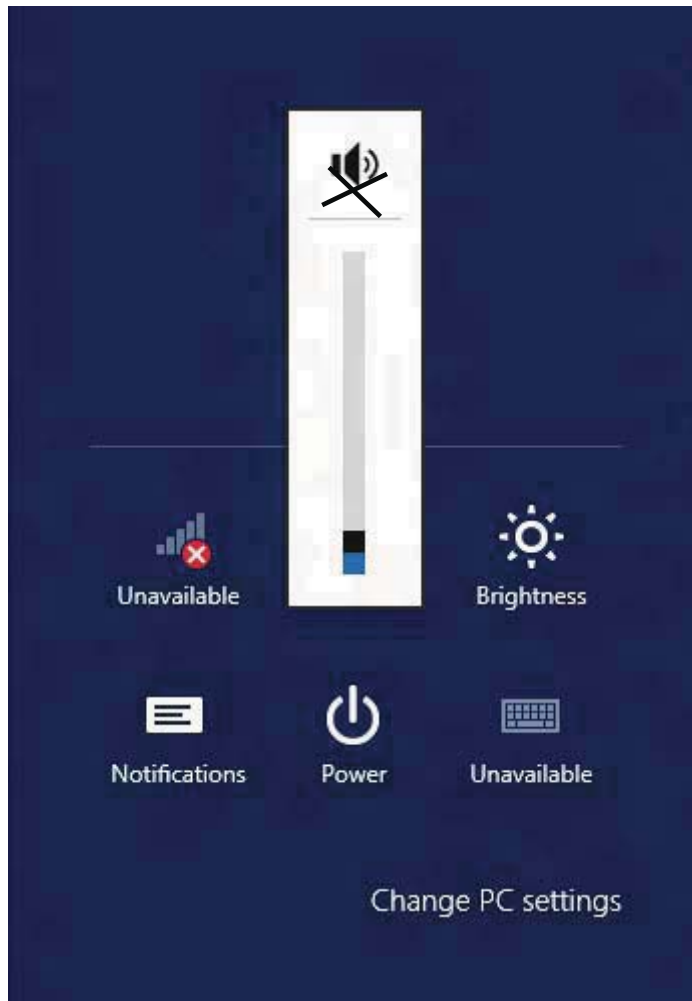 Unavailable
Brightness
Notifications
Power
Unavailable
Change PC settings